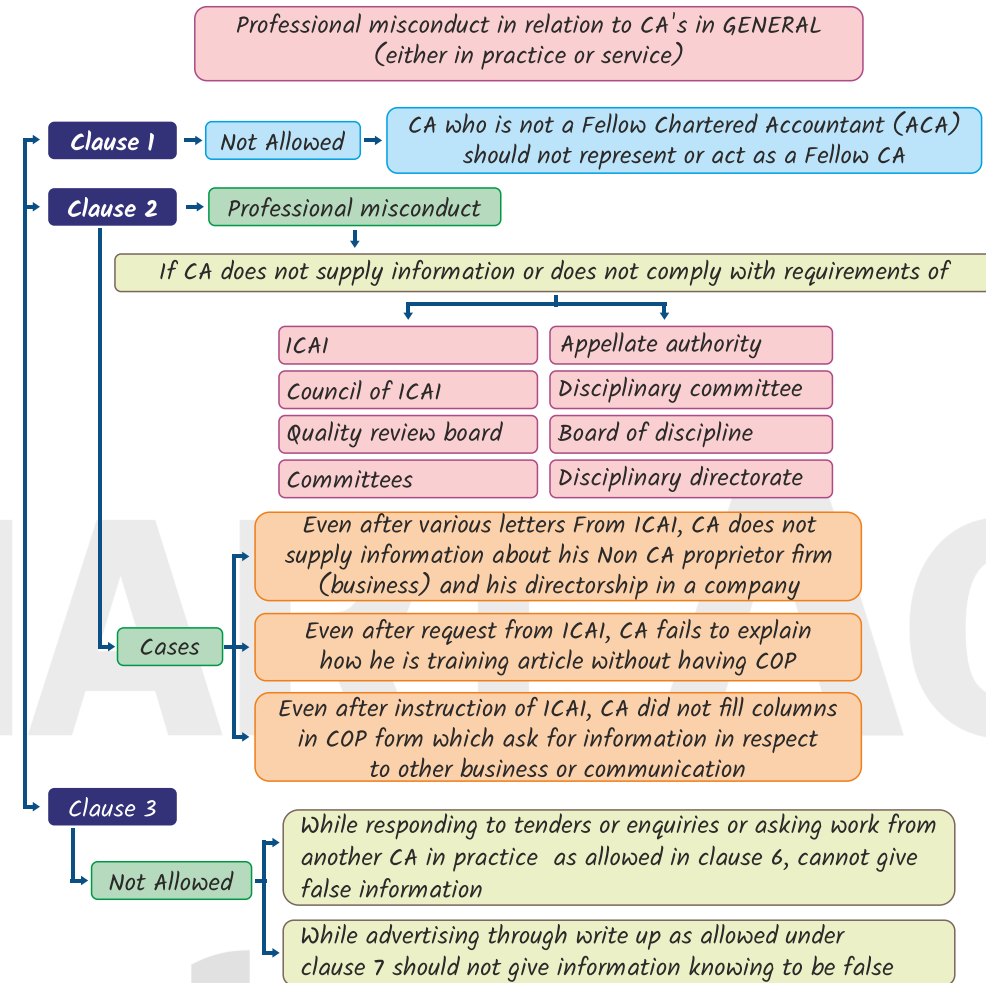 Professional misconduct in relation to CA's in GENERAL
(either in practice or service)
Clause 1
Not Allowed
CA who is not a Fellow Chartered Accountant (ACA)
should not represent or act as a Fellow CA
Clause 2
Professional misconduct
If CA does not supply information or does not comply with requirements of
ICAI
Appellate authority
Council of ICAI
Disciplinary committee
Quality review board
Board of discipline
Committees
Disciplinary directorate
Even after various letters From ICAI, CA does not
supply information about his Non CA proprietor firm
(business) and his directorship in a company
Cases
Even after request from ICAI, CA fails to explain
how he is training article without having COP
Even after instruction of ICAI, CA did not fill columns
in COP form which ask for information in respect
to other business or communication
Clause 3
Not Allowed
While responding to tenders or enquiries or asking work from
another CA in practice as allowed in clause 6, cannot give
false information
While advertising through write up as allowed under
clause 7 should not give information knowing to be false